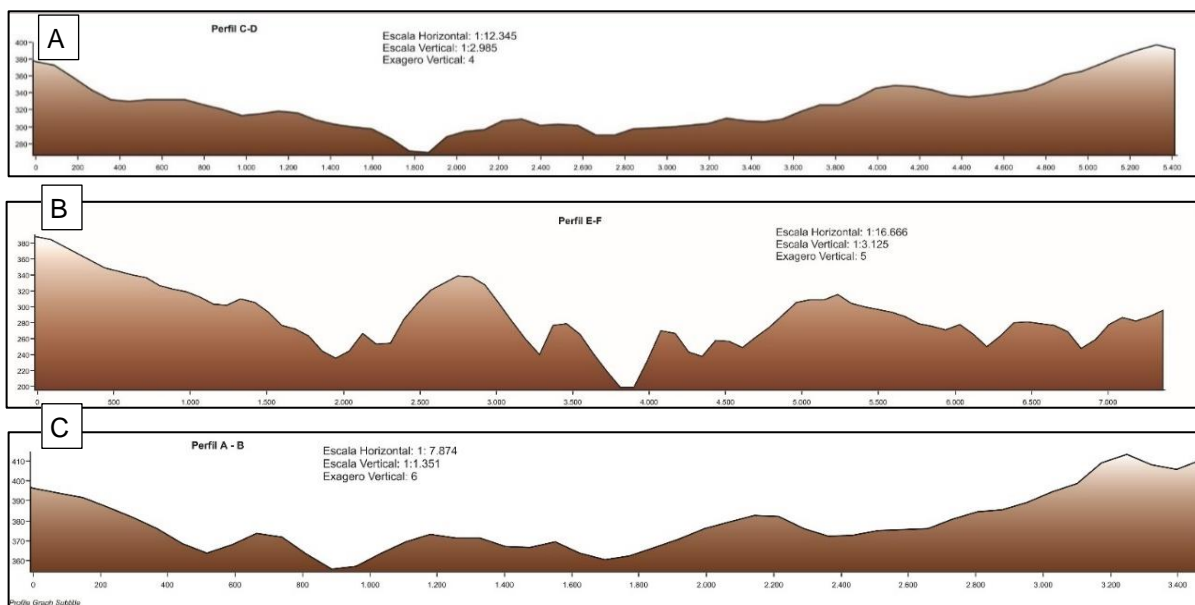 A
Perfil C-D
Escala Horizontal: 1:12.345
Escala Vertical: 1:2.985
Exagero Vertical: 4
400
380
360
340
320
300
280
0 200 400 600 800 1.000 1.200 1.400 1.600 1.800 2.000 2.200 2.400 2.600 2.800 3.000 3.200 3.400 3.600 3.800 4.000 4.200 4.400 4.600 4.800 5.000 5.200 5.400
B
Perfil E-F
Escala Horizontal: 1:16.666
Escala Vertical: 1:3.125
Exagero Vertical: 5
380
360
340
320
300
280
260
240
220
200
0 500 1.000 1.500 2.000 2.500 3.000 3.500 4.000 4.500 5.000 5.500 6.000 6.500 7.000
C
Perfil A - B
Escala Horizontal: 1: 7.874
Escala Vertical: 1:1.351
Exagero Vertical: 6
410
400
390
380
370
360
0 200 400 600 800 1.000 1.200 1.400 1.600 1.800 2.000 2.200 2.400 2.600 2.800 3.000 3.200 3.400
Profile Graph Subtitle